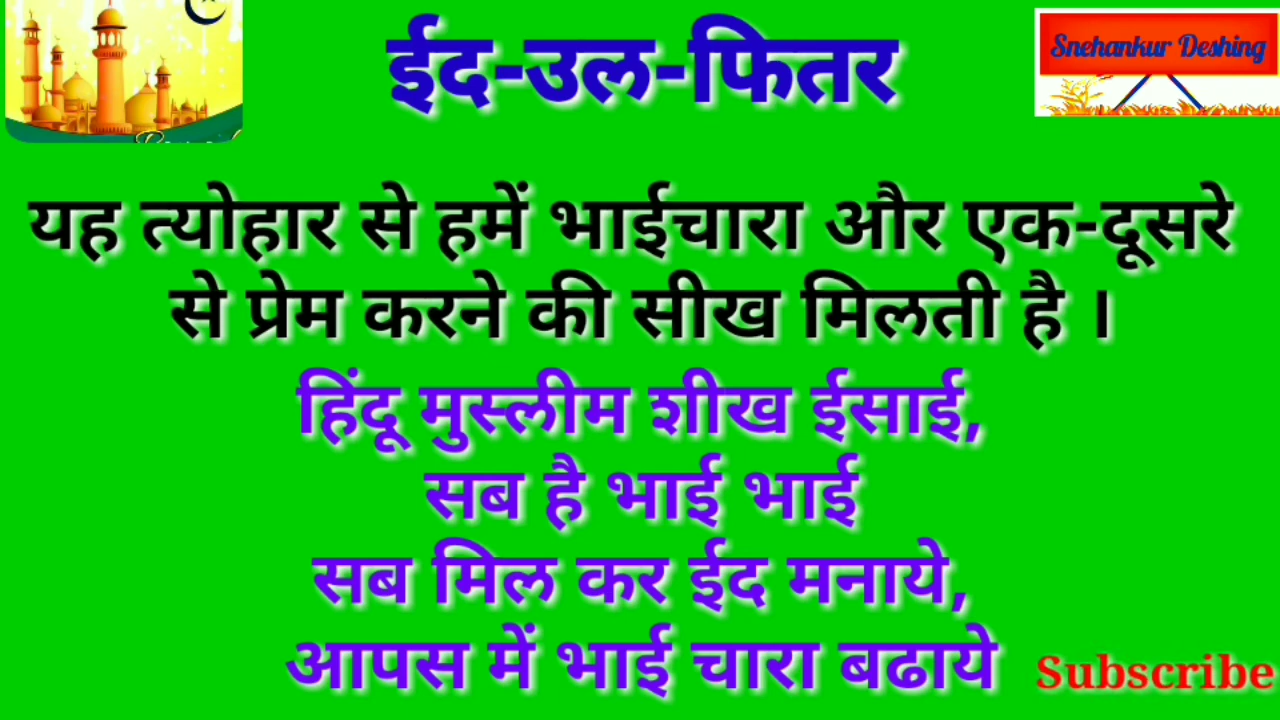 ईद-उल-फितर
Snehankur Deshing
यह त्योहार से हमें भाईचारा और एक-दूसरे
से प्रेम करने की सीख मिलती है ।
हिंदू मुस्लीम शीख ईसाई,
सब है भाई भाई
सब मिल कर ईद मनाये,
आपस में भाई चारा बढाये
Subscribe